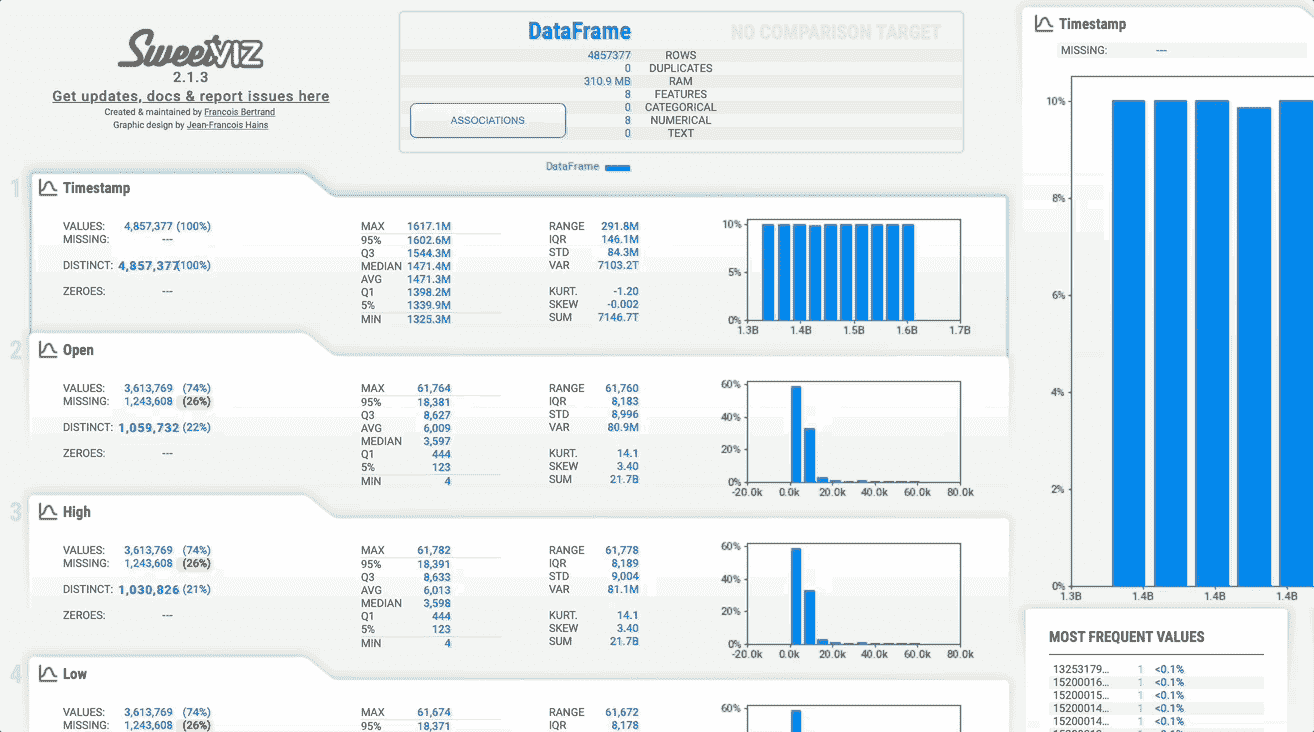 SweetVIZ
2.1.3
Get updates, docs & report issues here
Created & maintained by Francois Bertrand
Graphic design by Jean-Francois Hains
DataFrame
NO COMPARISON TARGET
4857377 ROWS
0 DUPLICATES
310.9 MB RAM
8 FEATURES
0 CATEGORICAL
8 NUMERICAL
0 TEXT
ASSOCIATIONS
DataFrame
1
Timestamp
VALUES: 4,857,377 (100%)
MISSING: ---
DISTINCT: 4,857,377 (100%)
ZEROES: ---
MAX 1617.1M
95% 1602.6M
Q3 1544.3M
MEDIAN 1471.4M
AVG 1471.3M
Q1 1398.2M
5% 1339.9M
MIN 1325.3M
RANGE 291.8M
IQR 146.1M
STD 84.3M
VAR 7103.2T
KURT. -1.20
SKEW -0.002
SUM 7146.7T
10%
5%
0%
1.3B 1.4B 1.5B 1.6B 1.7B
2
Open
VALUES: 3,613,769 (74%)
MISSING: 1,243,608 (26%)
DISTINCT: 1,059,732 (22%)
ZEROES: ---
MAX 61,764
95% 18,381
Q3 8,627
AVG 6,009
MEDIAN 3,597
Q1 444
5% 123
MIN 4
RANGE 61,760
IQR 8,183
STD 8,996
VAR 80.9M
KURT. 14.1
SKEW 3.40
SUM 21.7B
60%
40%
20%
0%
-20.0k 0.0k 20.0k 40.0k 60.0k 80.0k
3
High
VALUES: 3,613,769 (74%)
MISSING: 1,243,608 (26%)
DISTINCT: 1,030,826 (21%)
ZEROES: ---
MAX 61,782
95% 18,391
Q3 8,633
AVG 6,013
MEDIAN 3,598
Q1 444
5% 123
MIN 4
RANGE 61,778
IQR 8,189
STD 9,004
VAR 81.1M
KURT. 14.1
SKEW 3.40
SUM 21.7B
60%
40%
20%
0%
-20.0k 0.0k 20.0k 40.0k 60.0k 80.0k
4
Low
VALUES: 3,613,769 (74%)
MISSING: 1,243,608 (26%)
MAX 61,674
95% 18,371
RANGE 61,672
IQR 8,178
60%
Timestamp
MISSING: ---
10%
8%
6%
4%
2%
0%
1.3B 1.4B 1.4B 1.4B
MOST FREQUENT VALUES
13253179... 1 <0.1%
15200016... 1 <0.1%
15200015... 1 <0.1%
15200014... 1 <0.1%
15200014... 1 <0.1%